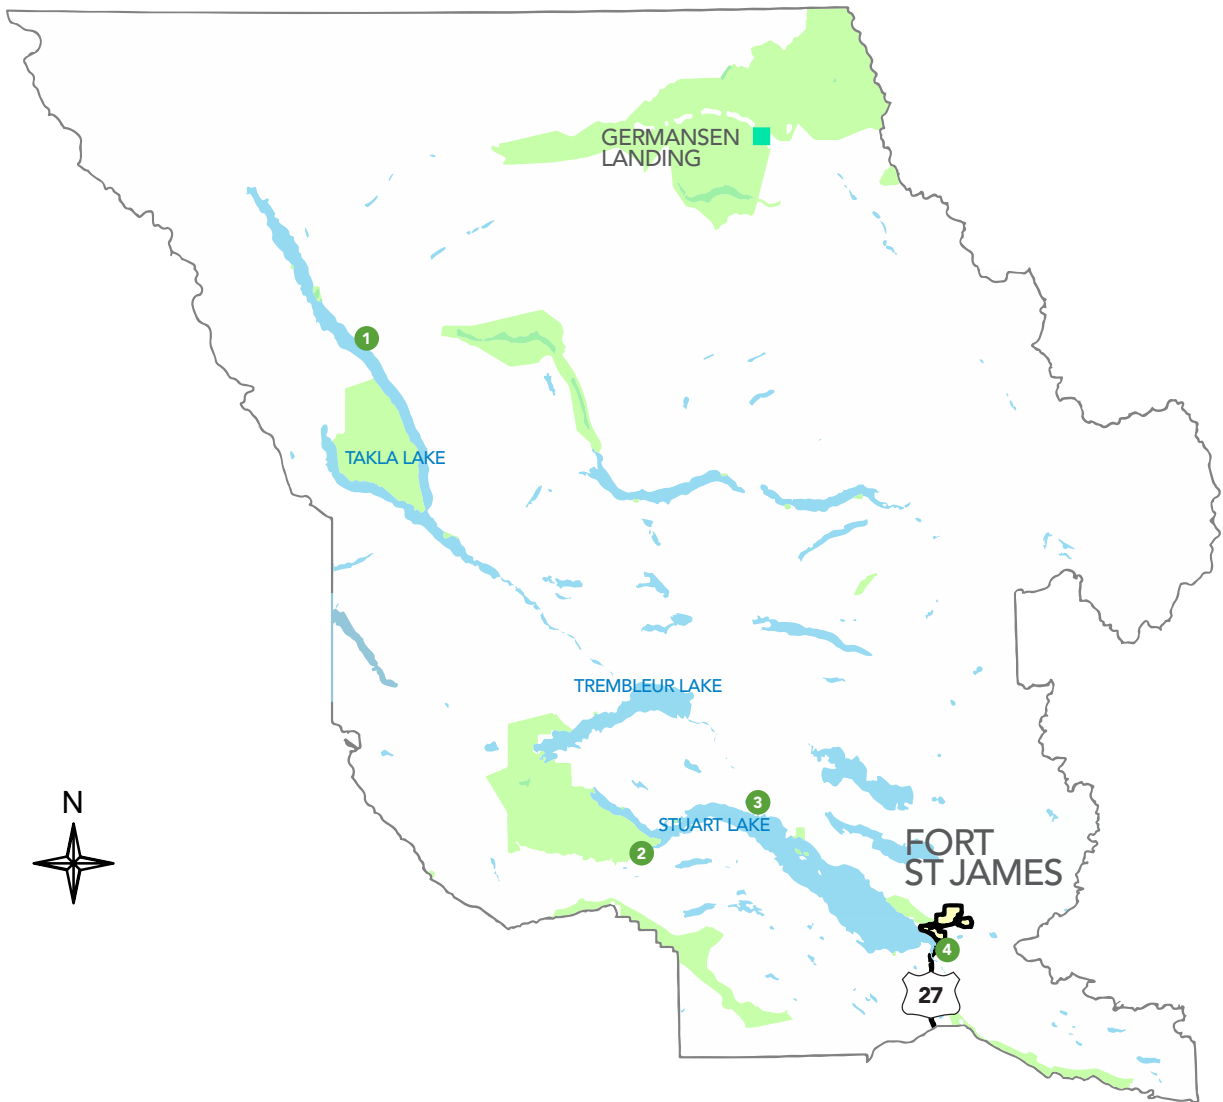 GERMANSEN
LANDING
1
TAKLA LAKE
TREMBLEUR LAKE
N
3
STUART LAKE
2
FORT
ST JAMES
4
27